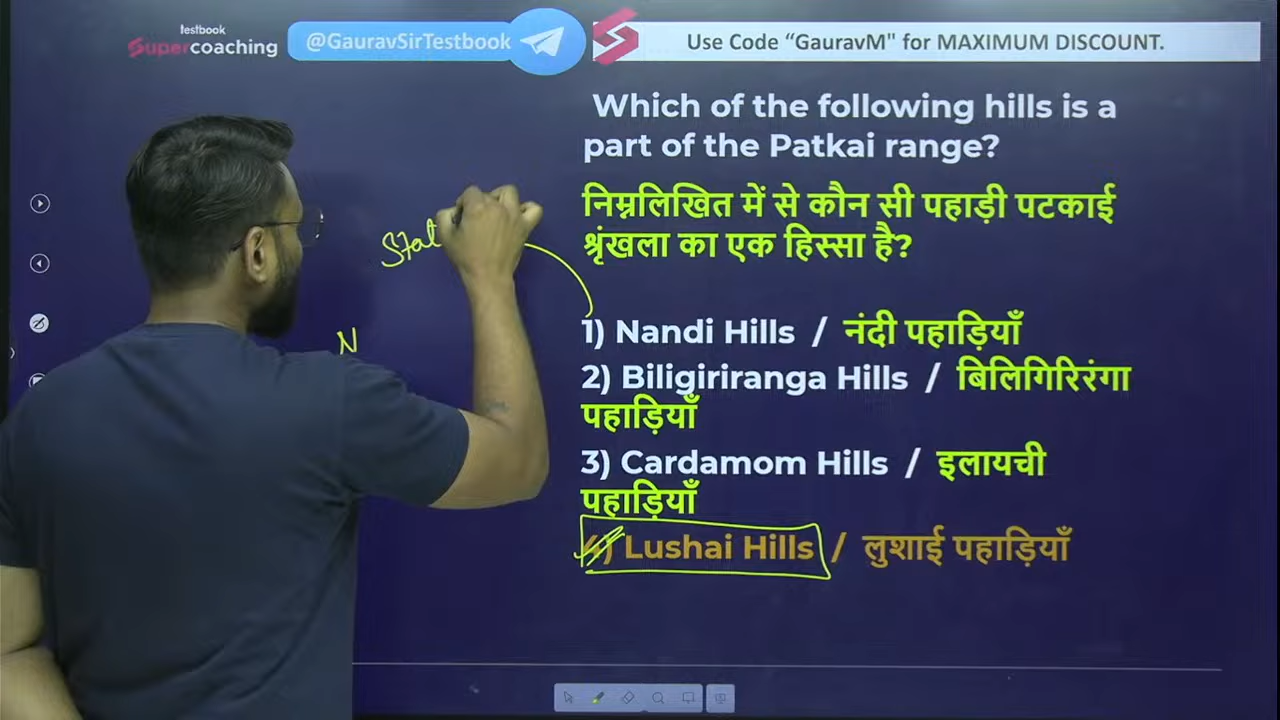 testbook
Supercoaching
@GauravSirTestbook
Use Code “GauravM" for MAXIMUM DISCOUNT.
Which of the following hills is a
part of the Patkai range?
निम्नलिखित में से कौन सी पहाड़ी पटकाई
श्रृंखला का एक हिस्सा है?
Stat
1) Nandi Hills / नंदी पहाड़ियाँ
N
2) Biligiriranga Hills / बिलिगिरिरंगा
पहाड़ियाँ
3) Cardamom Hills / इलायची
पहाड़ियाँ
4) Lushai Hills / लुशाई पहाड़ियाँ